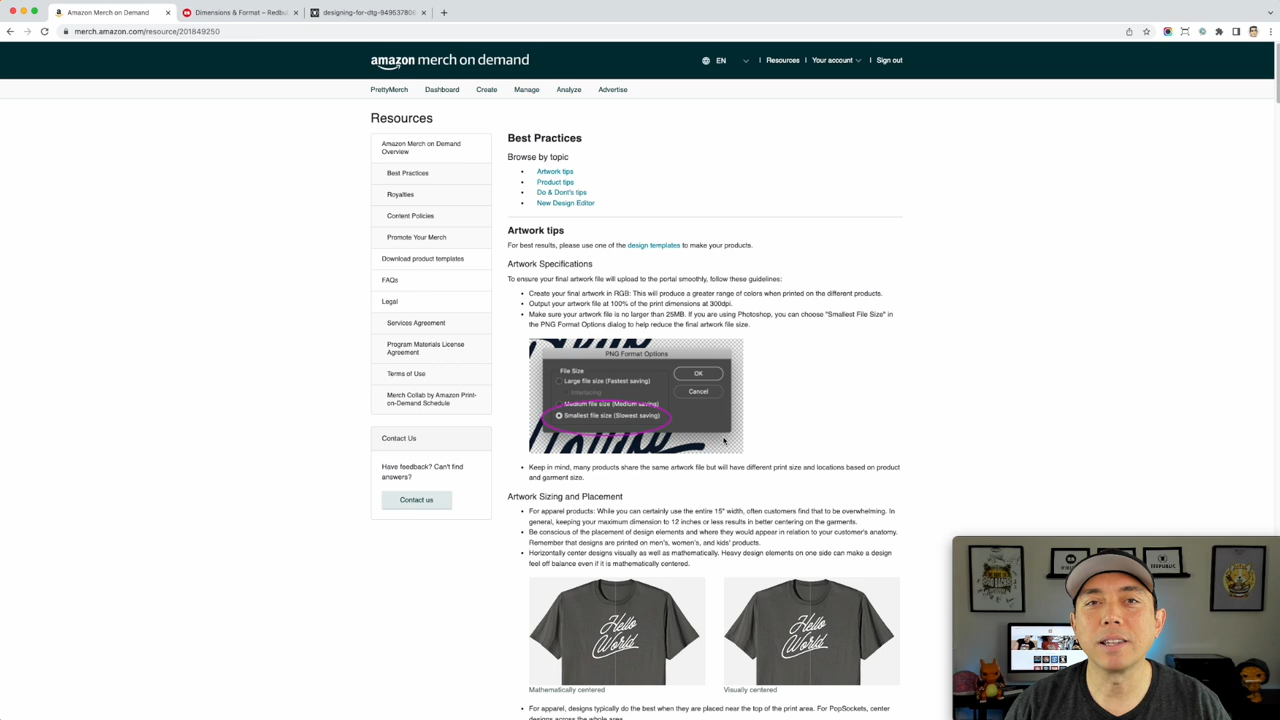 Amazon Merch on Demand
Dimensions & Format – Redbu
designing-for-dtg-949537806
merch.amazon.com/resource/201849250
amazon merch on demand
EN
Resources
Your account
Sign out
PrettyMerch
Dashboard
Create
Manage
Analyze
Advertise
Resources
Amazon Merch on Demand
Overview
Best Practices
Royalties
Content Policies
Promote Your Merch
Download product templates
FAQs
Legal
Services Agreement
Program Materials License
Agreement
Terms of Use
Merch Collab by Amazon Print-
on-Demand Schedule
Contact Us
Have feedback? Can't find
answers?
Contact us
Best Practices
Browse by topic
Artwork tips
Product tips
Do & Dont's tips
New Design Editor
Artwork tips
For best results, please use one of the design templates to make your products.
Artwork Specifications
To ensure your final artwork file will upload to the portal smoothly, follow these guidelines:
Create your final artwork in RGB: This will produce a greater range of colors when printed on the different products.
Output your artwork file at 100% of the print dimensions at 300dpi.
Make sure your artwork file is no larger than 25MB. If you are using Photoshop, you can choose "Smallest File Size" in
the PNG Format Options dialog to help reduce the final artwork file size.
PNG Format Options
File Size
Large file size (Fastest saving)
Interlacing
Medium file size (Medium saving)
Smallest file size (Slowest saving)
OK
Cancel
Keep in mind, many products share the same artwork file but will have different print size and locations based on product
and garment size.
Artwork Sizing and Placement
For apparel products: While you can certainly use the entire 15" width, often customers find that to be overwhelming. In
general, keeping your maximum dimension to 12 inches or less results in better centering on the garments.
Be conscious of the placement of design elements and where they would appear in relation to your customer's anatomy.
Remember that designs are printed on men's, women's, and kids' products.
Horizontally center designs visually as well as mathematically. Heavy design elements on one side can make a design
feel off balance even if it is mathematically centered.
Hello
World
Hello
World
Mathematically centered
Visually centered
For apparel, designs typically do the best when they are placed near the top of the print area. For PopSockets, center
designs across the whole area.
TEEPUBLIC